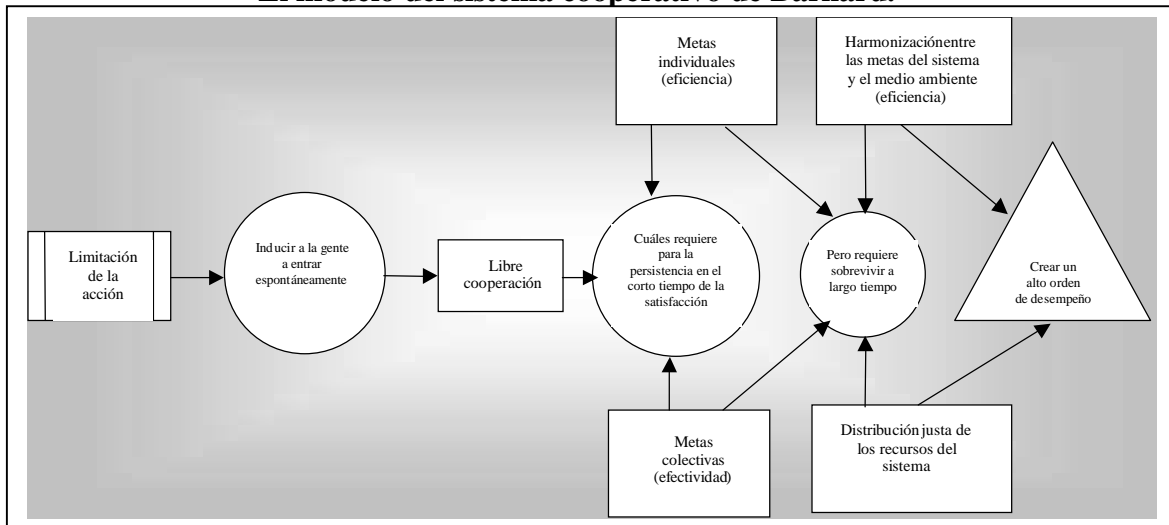 El modelo del sistema cooperativo de Barnard.
Metas
individuales
(eficiencia)
Harmonizaciónentre
las metas del sistema
y el medio ambiente
(eficiencia)
Limitación
de la
acción
Inducir a la gente
a entrar
espontáneamente
Libre
cooperación
Cuáles requiere
para la
persistencia en el
corto tiempo de la
satisfacción
Pero requiere
sobrevivir a
largo tiempo
Crear un
alto orden
de desempeño
Metas
colectivas
(efectividad)
Distribución justa de
los recursos del
sistema